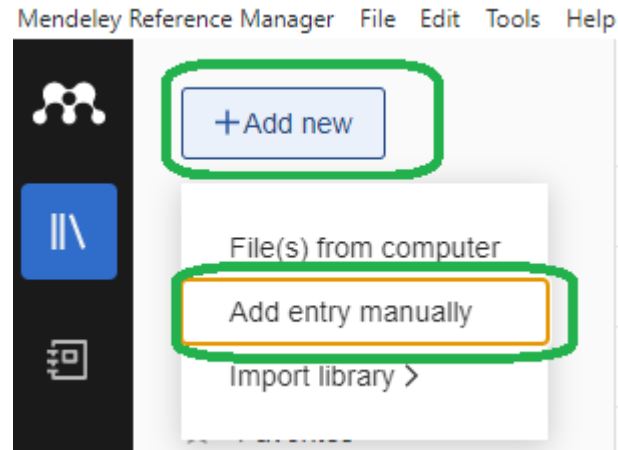 Mendeley Reference Manager File Edit Tools Help
+Add new
File(s) from computer
Add entry manually
Import library >